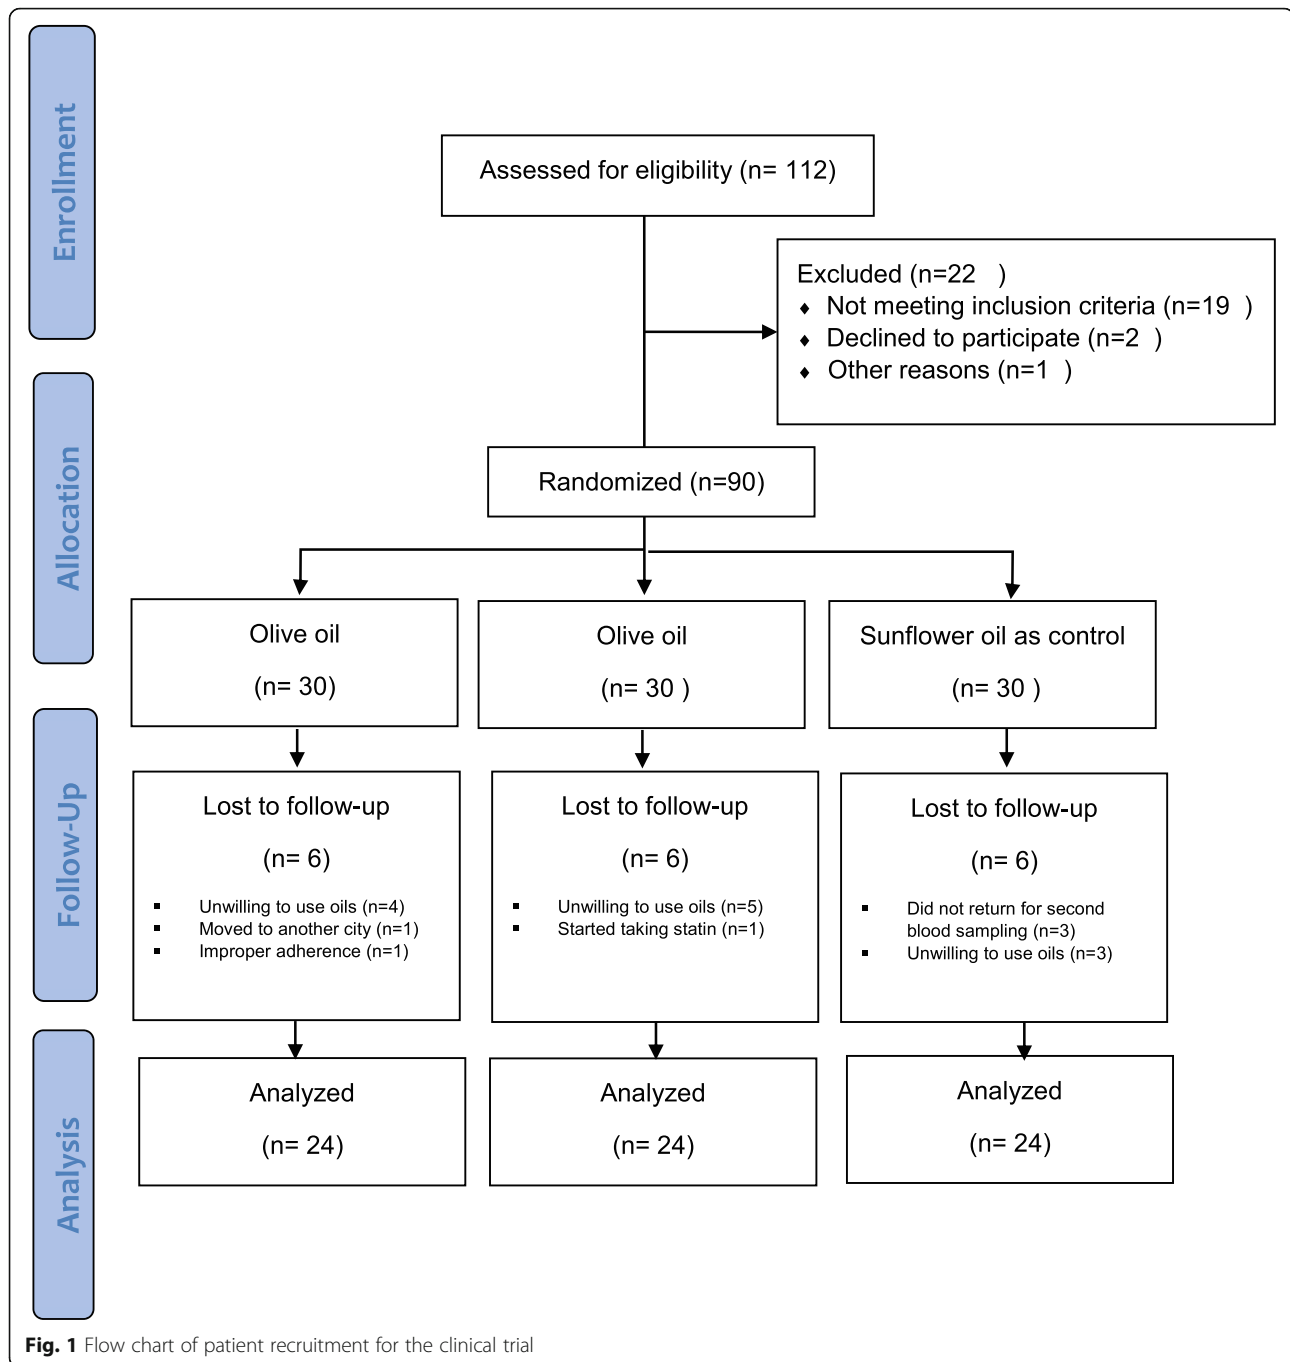 Enrollment
Assessed for eligibility (n= 112)
Excluded (n=22 )
♦ Not meeting inclusion criteria (n=19 )
♦ Declined to participate (n=2 )
♦ Other reasons (n=1 )
Allocation
Randomized (n=90)
Olive oil
(n= 30)
Olive oil
(n= 30 )
Sunflower oil as control
(n= 30 )
Follow-Up
Lost to follow-up
(n= 6)
▪ Unwilling to use oils (n=4)
▪ Moved to another city (n=1)
▪ Improper adherence (n=1)
Lost to follow-up
(n= 6)
▪ Unwilling to use oils (n=5)
▪ Started taking statin (n=1)
Lost to follow-up
(n= 6)
▪ Did not return for second
blood sampling (n=3)
▪ Unwilling to use oils (n=3)
Analysis
Analyzed
(n= 24)
Analyzed
(n= 24)
Analyzed
(n= 24)
Fig. 1 Flow chart of patient recruitment for the clinical trial